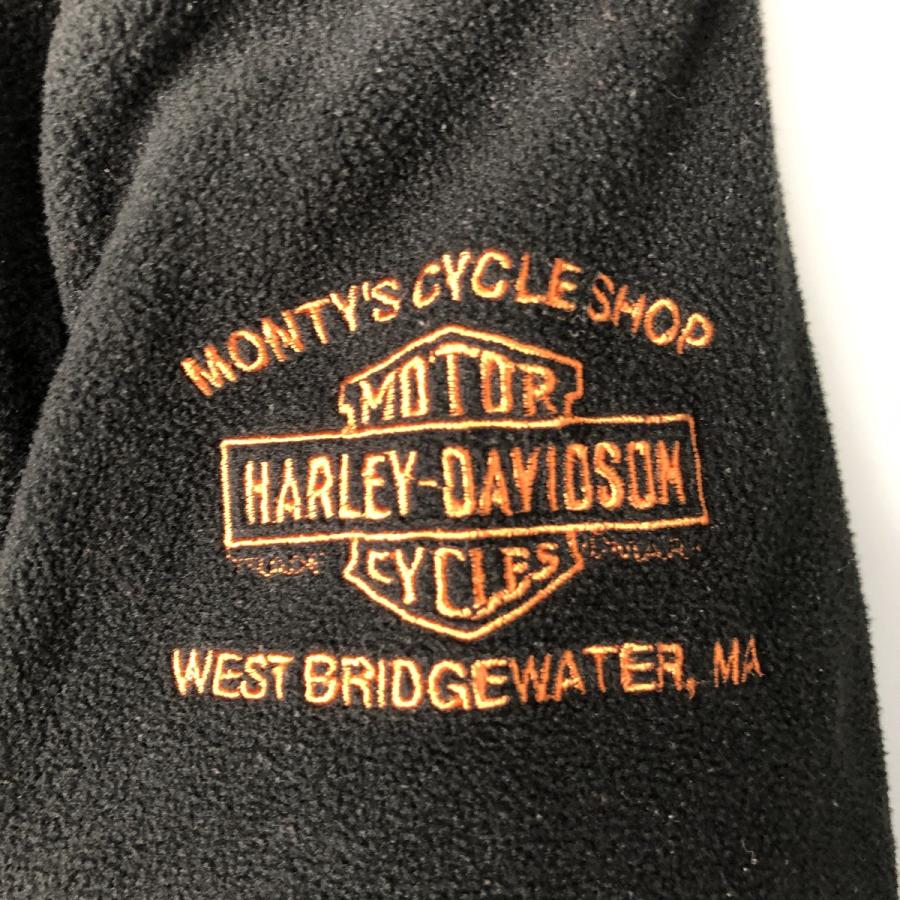 MONTY'S CYCLE SHOP
MOTOR
HARLEY-DAVIDSON
CYCLES
WEST BRIDGEWATER, MA